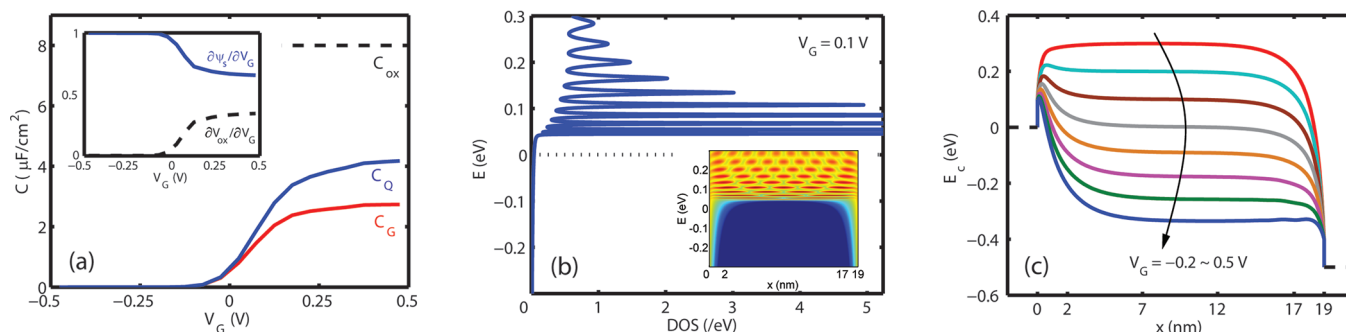 C ( μF/cm²)
8
6
4
2
0
−0.5
−0.25
0
0.25
0.5
V_G (V)
(a)
C_ox
C_Q
C_G
1
0.5
0
−0.5
−0.25
0
0.25
0.5
V_G (V)
∂ψ_s/∂V_G
∂V_ox/∂V_G
E (eV)
0.3
0.2
0.1
0
−0.1
−0.2
0
1
2
3
4
5
DOS (/eV)
V_G = 0.1 V
(b)
E (eV)
0.2
0.1
0
−0.1
0.2
0
2
17
19
x (nm)
E_c (eV)
0.4
0.2
0
−0.2
−0.4
−0.6
0
2
7
12
17
19
x (nm)
(c)
V_G = −0.2 ~ 0.5 V